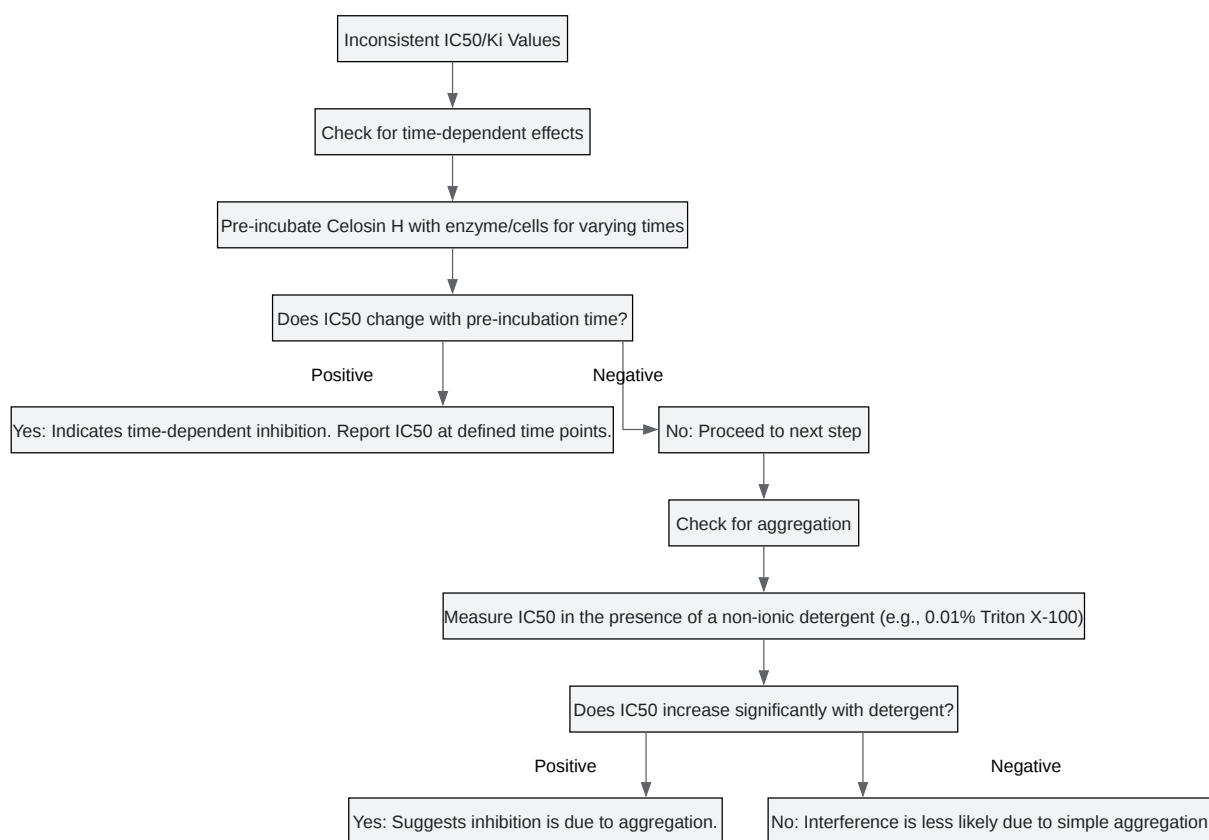 Inconsistent IC50/Ki Values
Check for time-dependent effects
Pre-incubate Celosin H with enzyme/cells for varying times
Does IC50 change with pre-incubation time?
Positive
Negative
Yes: Indicates time-dependent inhibition. Report IC50 at defined time points.
No: Proceed to next step
Check for aggregation
Measure IC50 in the presence of a non-ionic detergent (e.g., 0.01% Triton X-100)
Does IC50 increase significantly with detergent?
Positive
Negative
Yes: Suggests inhibition is due to aggregation.
No: Interference is less likely due to simple aggregation